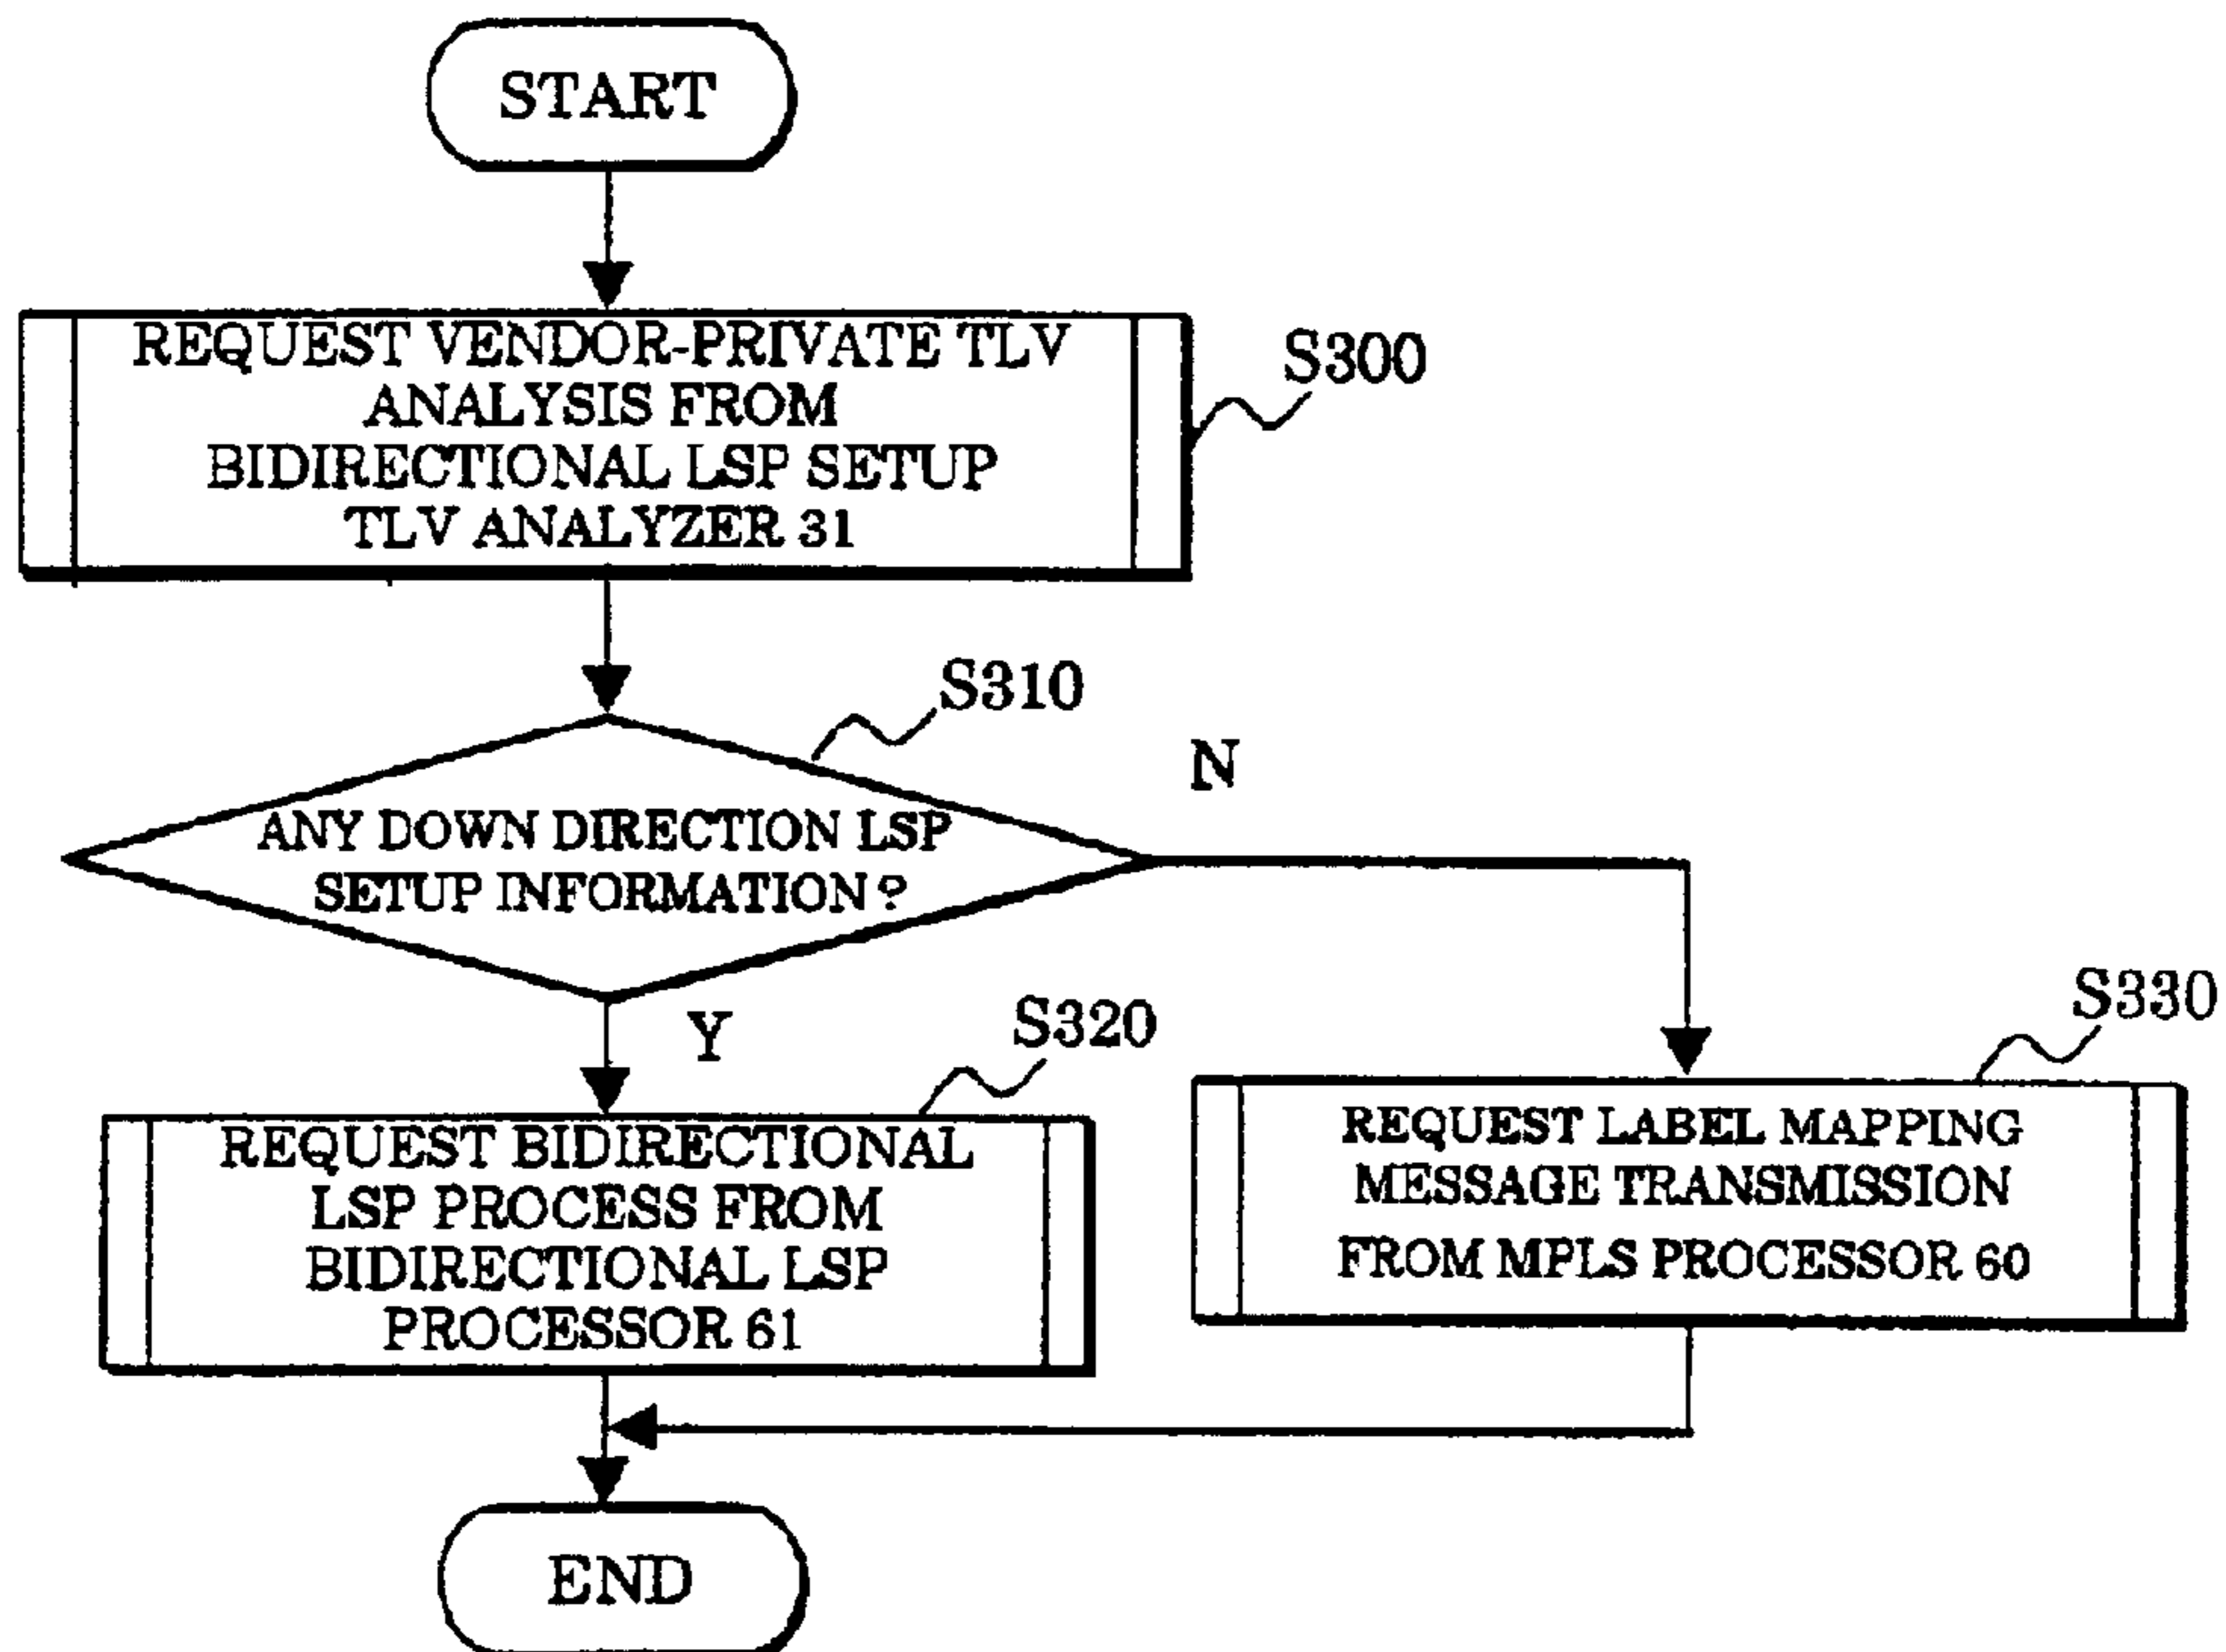 START
REQUEST VENDOR-PRIVATE TLV
ANALYSIS FROM
BIDIRECTIONAL LSP SETUP
TLV ANALYZER 31
S300
S310
ANY DOWN DIRECTION LSP
SETUP INFORMATION?
N
Y
S320
REQUEST BIDIRECTIONAL
LSP PROCESS FROM
BIDIRECTIONAL LSP
PROCESSOR 61
S330
REQUEST LABEL MAPPING
MESSAGE TRANSMISSION
FROM MPLS PROCESSOR 60
END